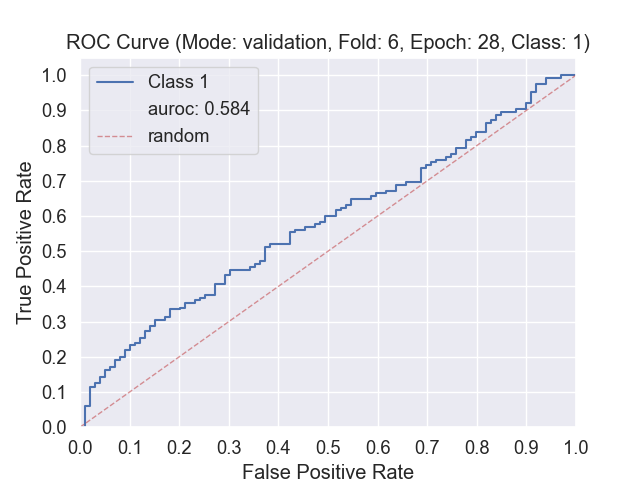 ROC Curve (Mode: validation, Fold: 6, Epoch: 28, Class: 1)
Class 1
auroc: 0.584
random
True Positive Rate
1.0
0.9
0.8
0.7
0.6
0.5
0.4
0.3
0.2
0.1
0.0
0.0 0.1 0.2 0.3 0.4 0.5 0.6 0.7 0.8 0.9 1.0
False Positive Rate